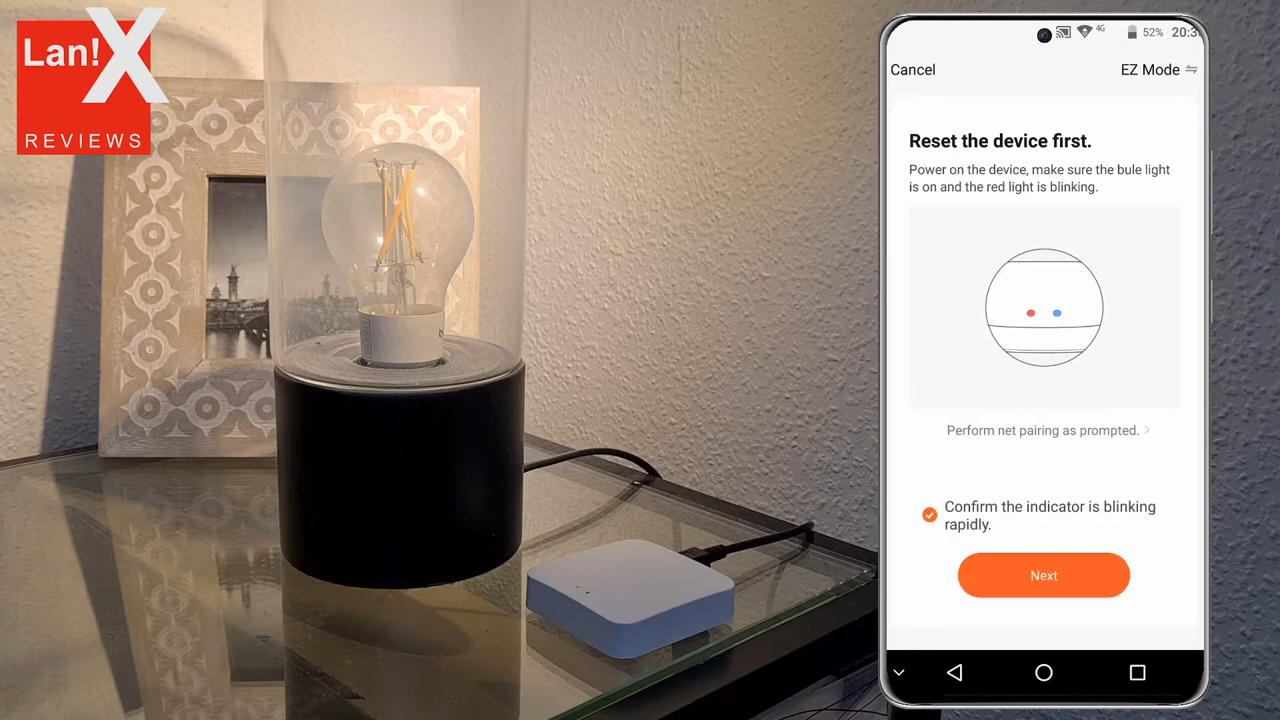 Lan!X
REVIEWS
4G
52%
20:3
Cancel
EZ Mode
Reset the device first.
Power on the device, make sure the bule light
is on and the red light is blinking.
Perform net pairing as prompted.
Confirm the indicator is blinking
rapidly.
Next